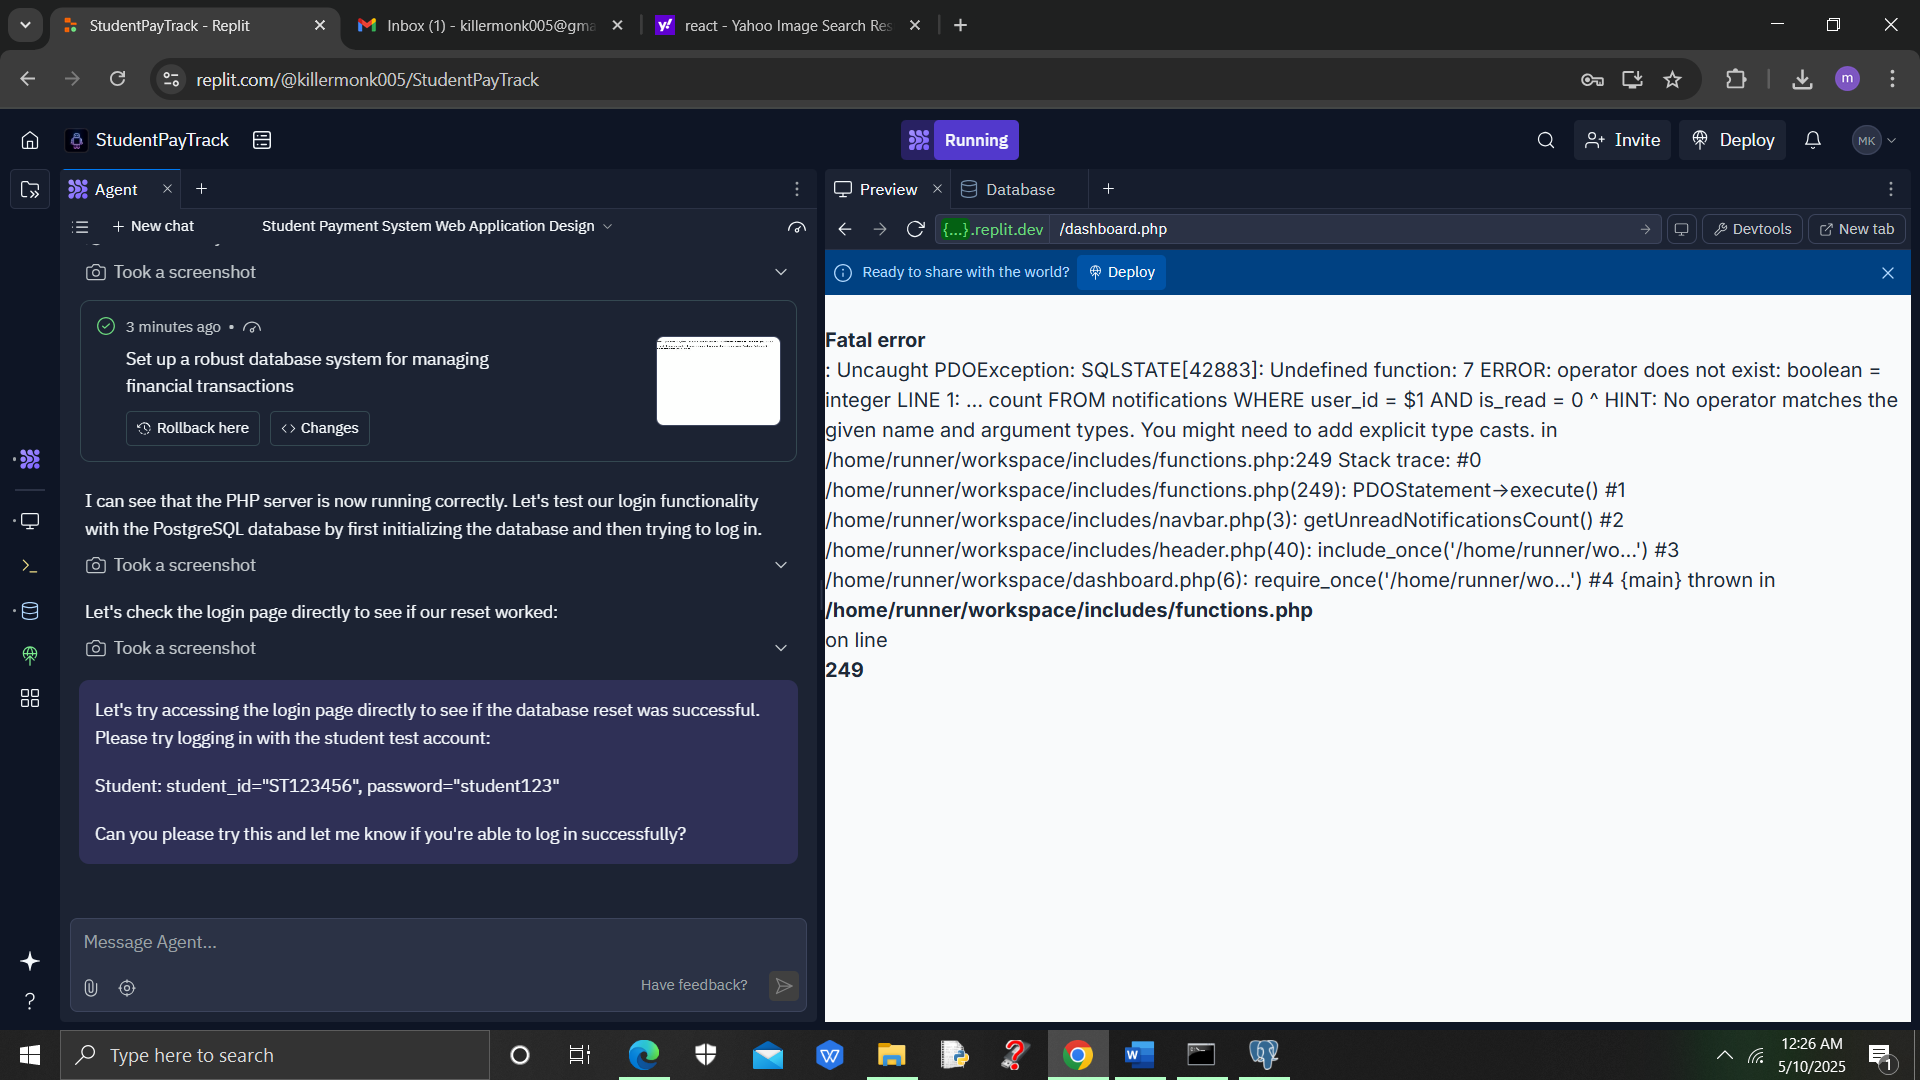 StudentPayTrack - Replit
Inbox (1) - killermonk005@gma
react - Yahoo Image Search Res
replit.com/@killermonk005/StudentPayTrack
m
StudentPayTrack
Running
Invite
Deploy
MK
Agent
Preview
Database
New chat
Student Payment System Web Application Design
{...}.replit.dev
/dashboard.php
Devtools
New tab
Took a screenshot
Ready to share with the world?
Deploy
3 minutes ago •
Set up a robust database system for managing
financial transactions
Rollback here
Changes
I can see that the PHP server is now running correctly. Let's test our login functionality
with the PostgreSQL database by first initializing the database and then trying to log in.
Took a screenshot
Let's check the login page directly to see if our reset worked:
Took a screenshot
Let's try accessing the login page directly to see if the database reset was successful.
Please try logging in with the student test account:
Student: student_id="ST123456", password="student123"
Can you please try this and let me know if you're able to log in successfully?
Message Agent...
Have feedback?
Fatal error
: Uncaught PDOException: SQLSTATE[42883]: Undefined function: 7 ERROR: operator does not exist: boolean =
integer LINE 1: ... count FROM notifications WHERE user_id = $1 AND is_read = 0 ^ HINT: No operator matches the
given name and argument types. You might need to add explicit type casts. in
/home/runner/workspace/includes/functions.php:249 Stack trace: #0
/home/runner/workspace/includes/functions.php(249): PDOStatement->execute() #1
/home/runner/workspace/includes/navbar.php(3): getUnreadNotificationsCount() #2
/home/runner/workspace/includes/header.php(40): include_once('/home/runner/wo...') #3
/home/runner/workspace/dashboard.php(6): require_once('/home/runner/wo...') #4 {main} thrown in
/home/runner/workspace/includes/functions.php
on line
249
Type here to search
12:26 AM
5/10/2025
1